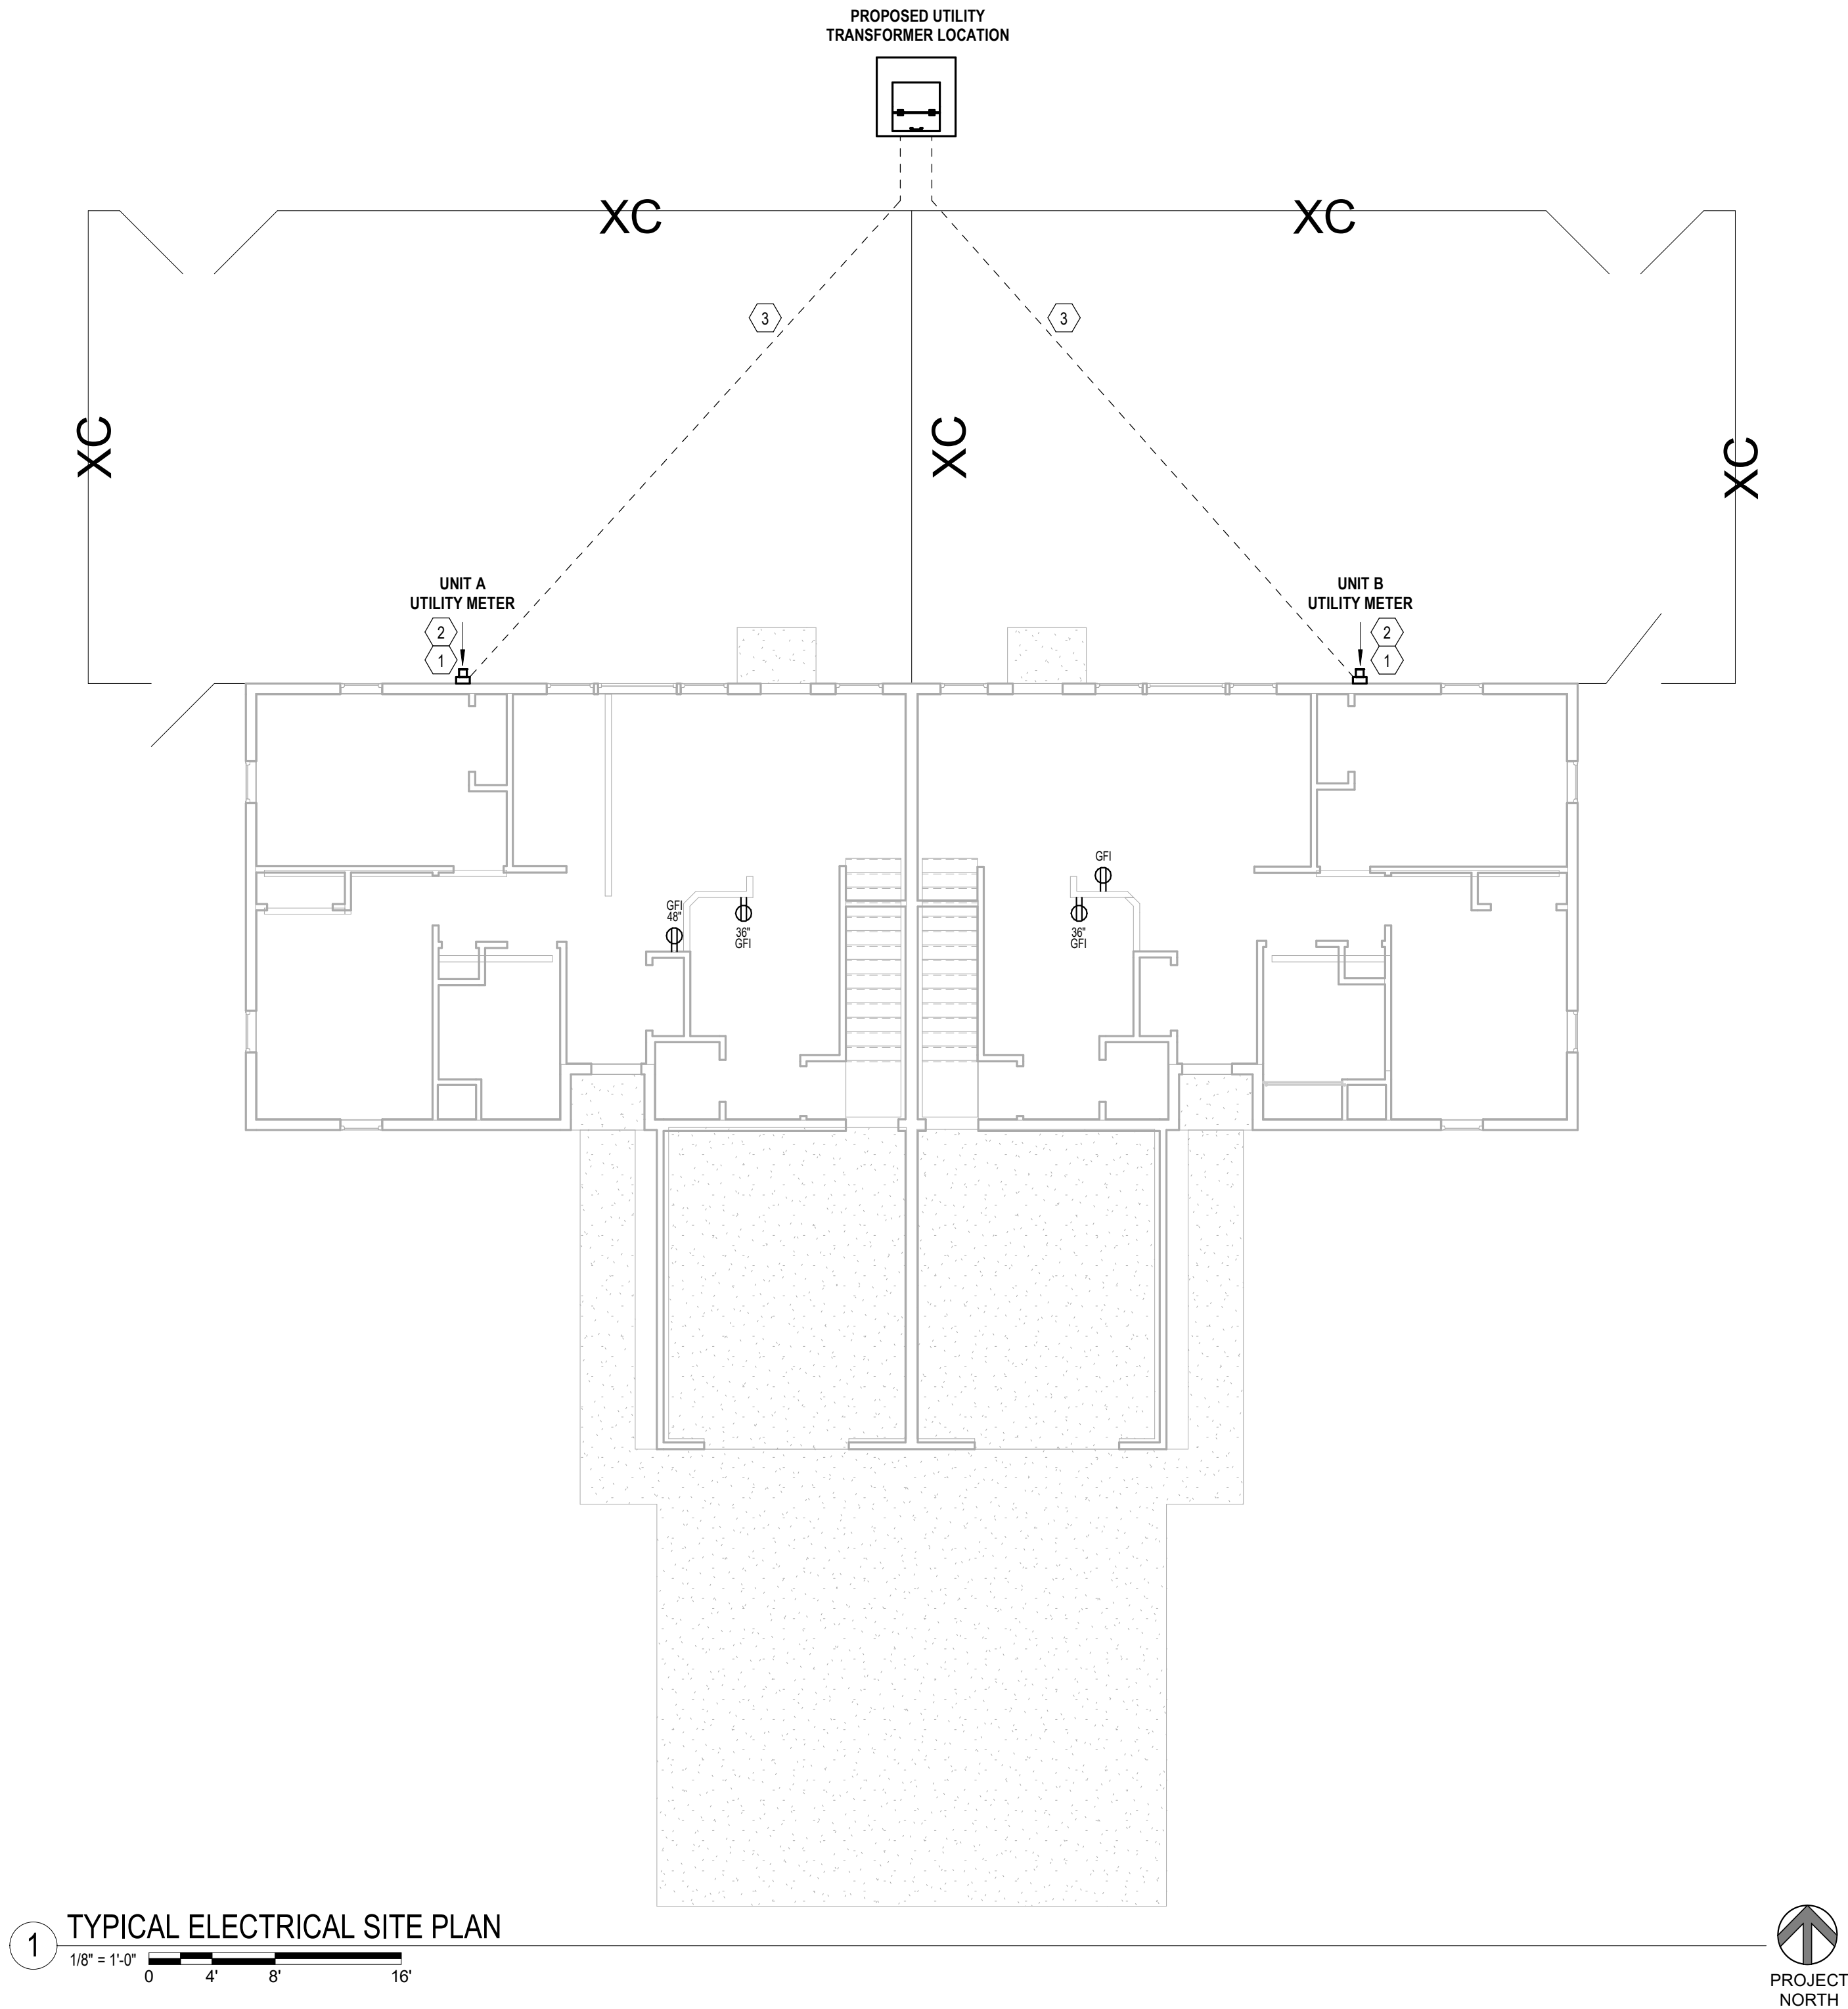 PROPOSED UTILITY
TRANSFORMER LOCATION
XC
XC
3
3
XC
XC
XC
UNIT A
UTILITY METER
2
1
UNIT B
UTILITY METER
2
1
GFI
GFI
48"
36"
GFI
36"
GFI
1
TYPICAL ELECTRICAL SITE PLAN
1/8" = 1'-0"
0 4' 8' 16'
PROJECT
NORTH